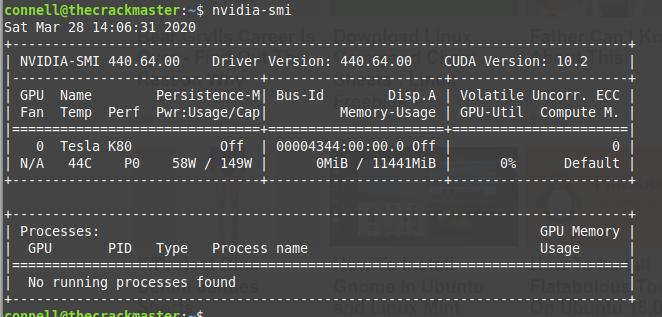 connell@thecrackmaster:~$ nvidia-smi
Sat Mar 28 14:06:31 2020
+-----------------------------------------------------------------------------+
| NVIDIA-SMI 440.64.00    Driver Version: 440.64.00    CUDA Version: 10.2     |
|-------------------------------+----------------------+----------------------+
| GPU  Name        Persistence-M| Bus-Id        Disp.A | Volatile Uncorr. ECC |
| Fan  Temp  Perf  Pwr:Usage/Cap|         Memory-Usage | GPU-Util  Compute M. |
|===============================+======================+======================|
|   0  Tesla K80           Off  | 00004344:00:00.0 Off |                    0 |
| N/A   44C    P0    58W / 149W |      0MiB / 11441MiB |      0%      Default |
+-------------------------------+----------------------+----------------------+

+-----------------------------------------------------------------------------+
| Processes:                                                       GPU Memory |
|  GPU       PID   Type   Process name                             Usage      |
|=============================================================================|
|  No running processes found                                                 |
+-----------------------------------------------------------------------------+
connell@thecrackmaster:~$